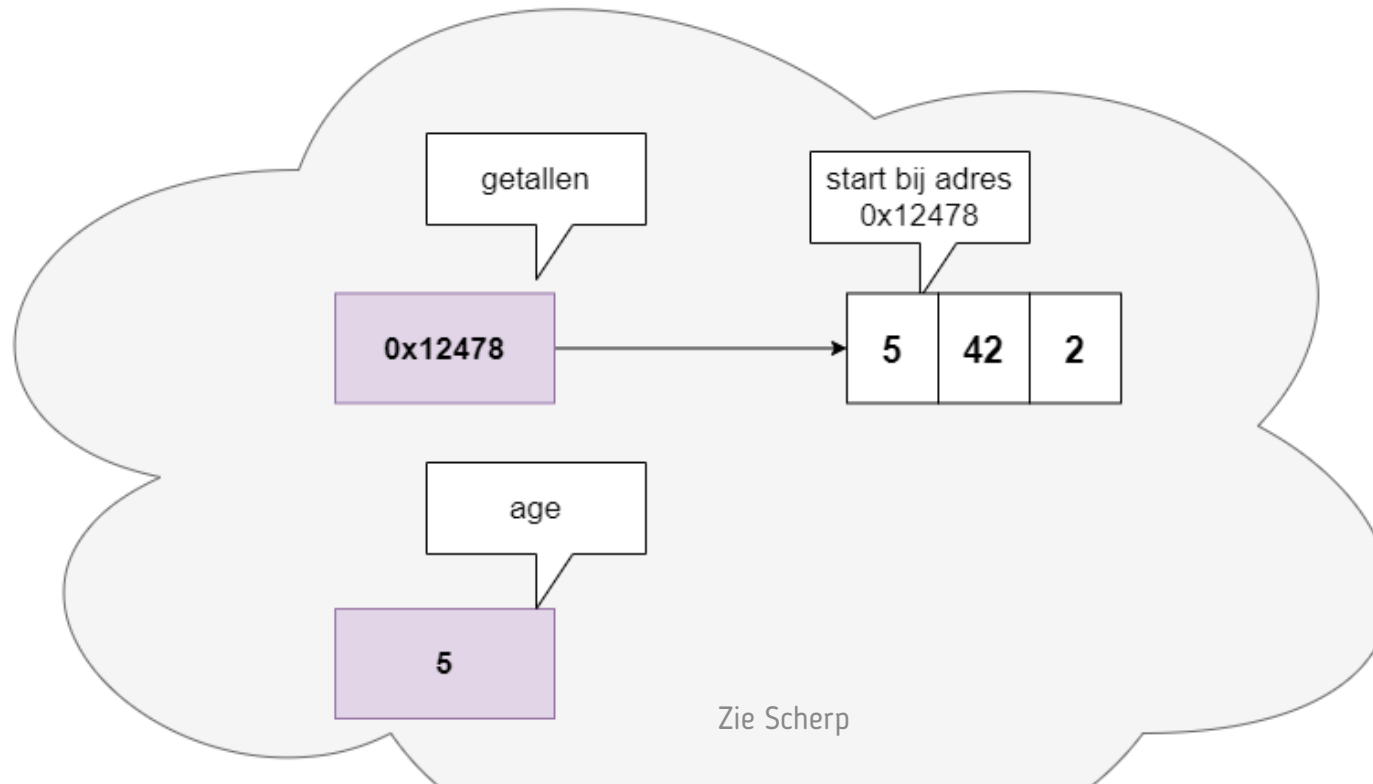 getallen
start bij adres
0x12478
0x12478
5 42 2
age
5
Zie Scherp